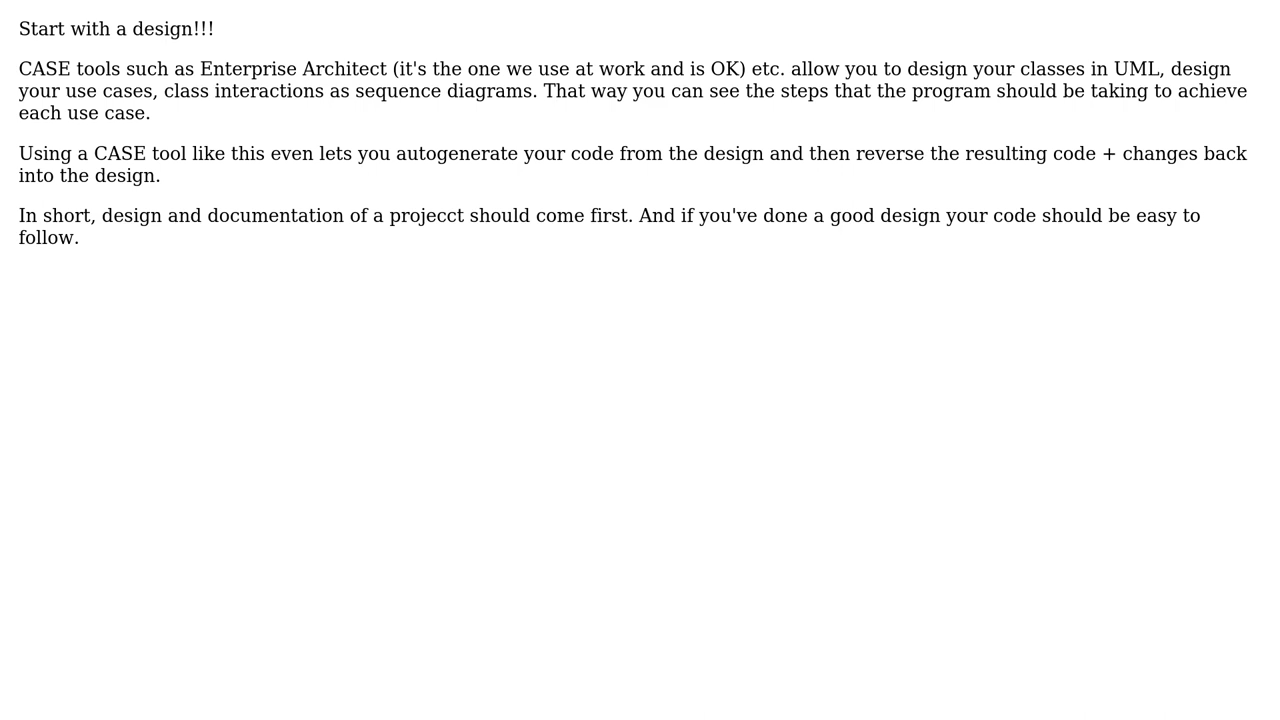 Start with a design!!!
CASE tools such as Enterprise Architect (it's the one we use at work and is OK) etc. allow you to design your classes in UML, design
your use cases, class interactions as sequence diagrams. That way you can see the steps that the program should be taking to achieve
each use case.
Using a CASE tool like this even lets you autogenerate your code from the design and then reverse the resulting code + changes back
into the design.
In short, design and documentation of a projecct should come first. And if you've done a good design your code should be easy to
follow.